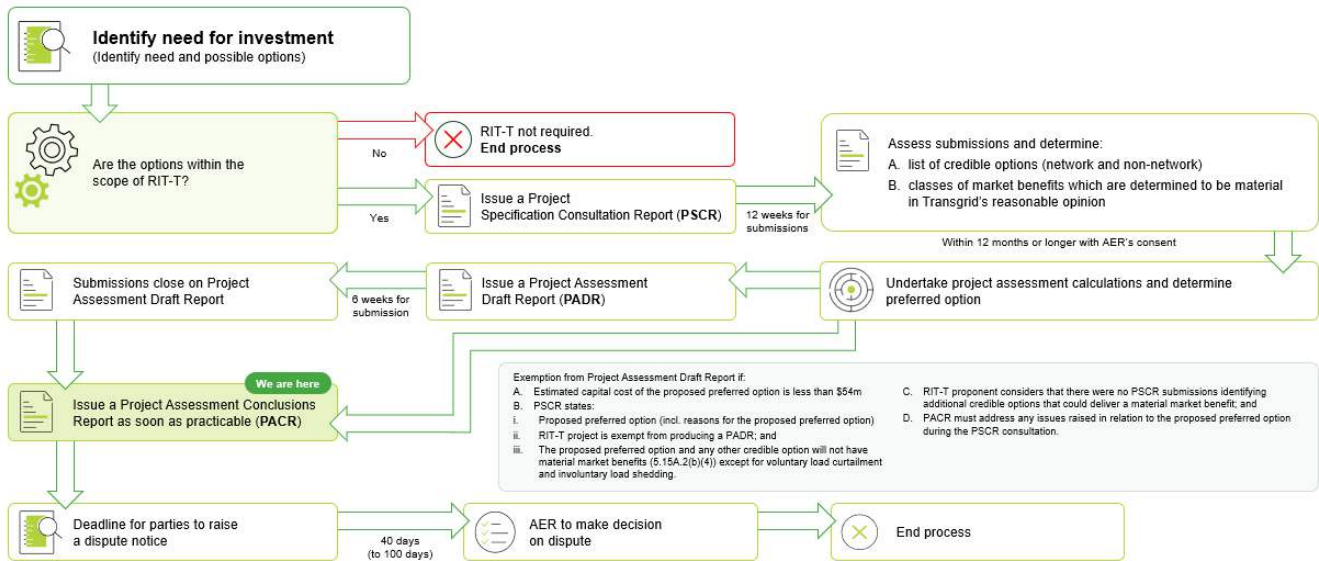 Identify need for investment
(Identify need and possible options)
Are the options within the
scope of RIT-T?
No
RIT-T not required.
End process
Yes
Issue a Project
Specification Consultation Report (PSCR)
12 weeks for
submissions
Assess submissions and determine:
A. list of credible options (network and non-network)
B. classes of market benefits which are determined to be material
in Transgrid's reasonable opinion
Within 12 months or longer with AER's consent
Undertake project assessment calculations and determine
preferred option
Issue a Project Assessment
Draft Report (PADR)
6 weeks for
submission
Submissions close on Project
Assessment Draft Report
We are here
Issue a Project Assessment Conclusions
Report as soon as practicable (PACR)
Exemption from Project Assessment Draft Report if:
A. Estimated capital cost of the proposed preferred option is less than $54m
B. PSCR states:
i. Proposed preferred option (incl. reasons for the proposed preferred option)
ii. RIT-T project is exempt from producing a PADR; and
iii. The proposed preferred option and any other credible option will not have
material market benefits (5.15A.2(b)(4)) except for voluntary load curtailment
and involuntary load shedding.
C. RIT-T proponent considers that there were no PSCR submissions identifying
additional credible options that could deliver a material market benefit; and
D. PACR must address any issues raised in relation to the proposed preferred option
during the PSCR consultation.
Deadline for parties to raise
a dispute notice
40 days
(to 100 days)
AER to make decision
on dispute
End process